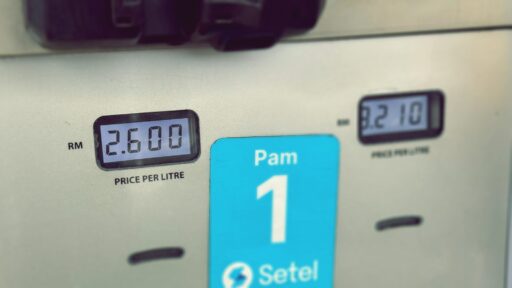 RM 2.600
PRICE PER LITRE
RM 3.210
PRICE PER LITRE
Pam
1
Setel